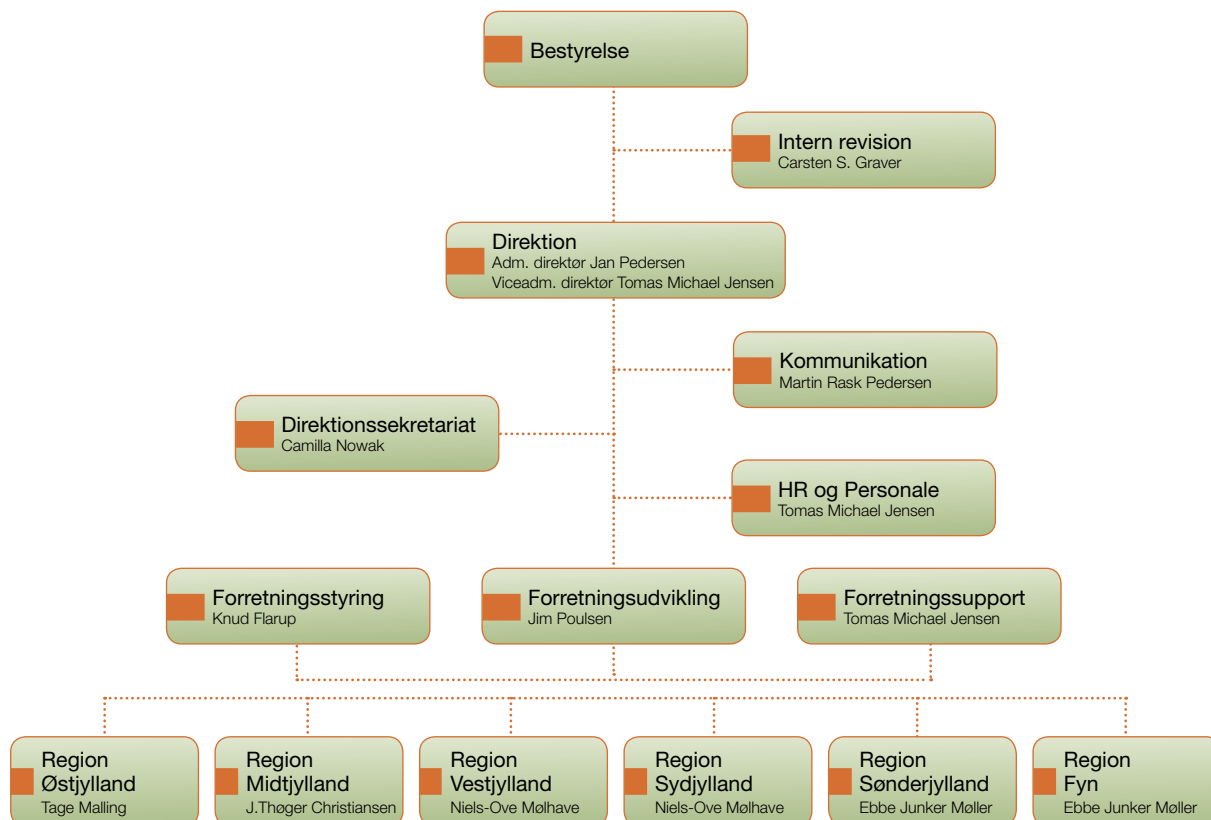 Bestyrelse
Intern revision
Carsten S. Graver
Direktion
Adm. direktør Jan Pedersen
Viceadm. direktør Tomas Michael Jensen
Kommunikation
Martin Rask Pedersen
Direktionssekretariat
Camilla Nowak
HR og Personale
Tomas Michael Jensen
Forretningsstyring
Knud Flarup
Forretningsudvikling
Jim Poulsen
Forretningssupport
Tomas Michael Jensen
Region
Østjylland
Tage Malling
Region
Midtjylland
J.Thøger Christiansen
Region
Vestjylland
Niels-Ove Mølhave
Region
Sydjylland
Niels-Ove Mølhave
Region
Sønderjylland
Ebbe Junker Møller
Region
Fyn
Ebbe Junker Møller